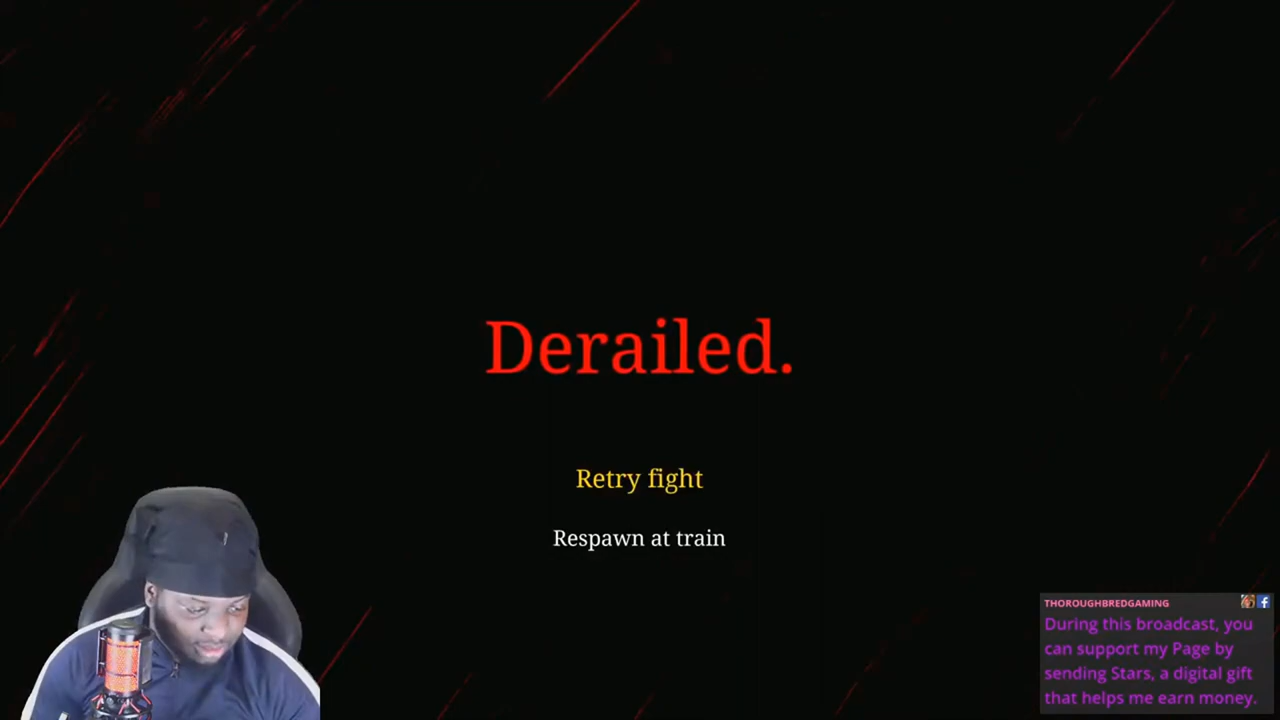 Derailed.
Retry fight
Respawn at train
THOROUGHBREDGAMING
During this broadcast, you
can support my Page by
sending Stars, a digital gift
that helps me earn money.